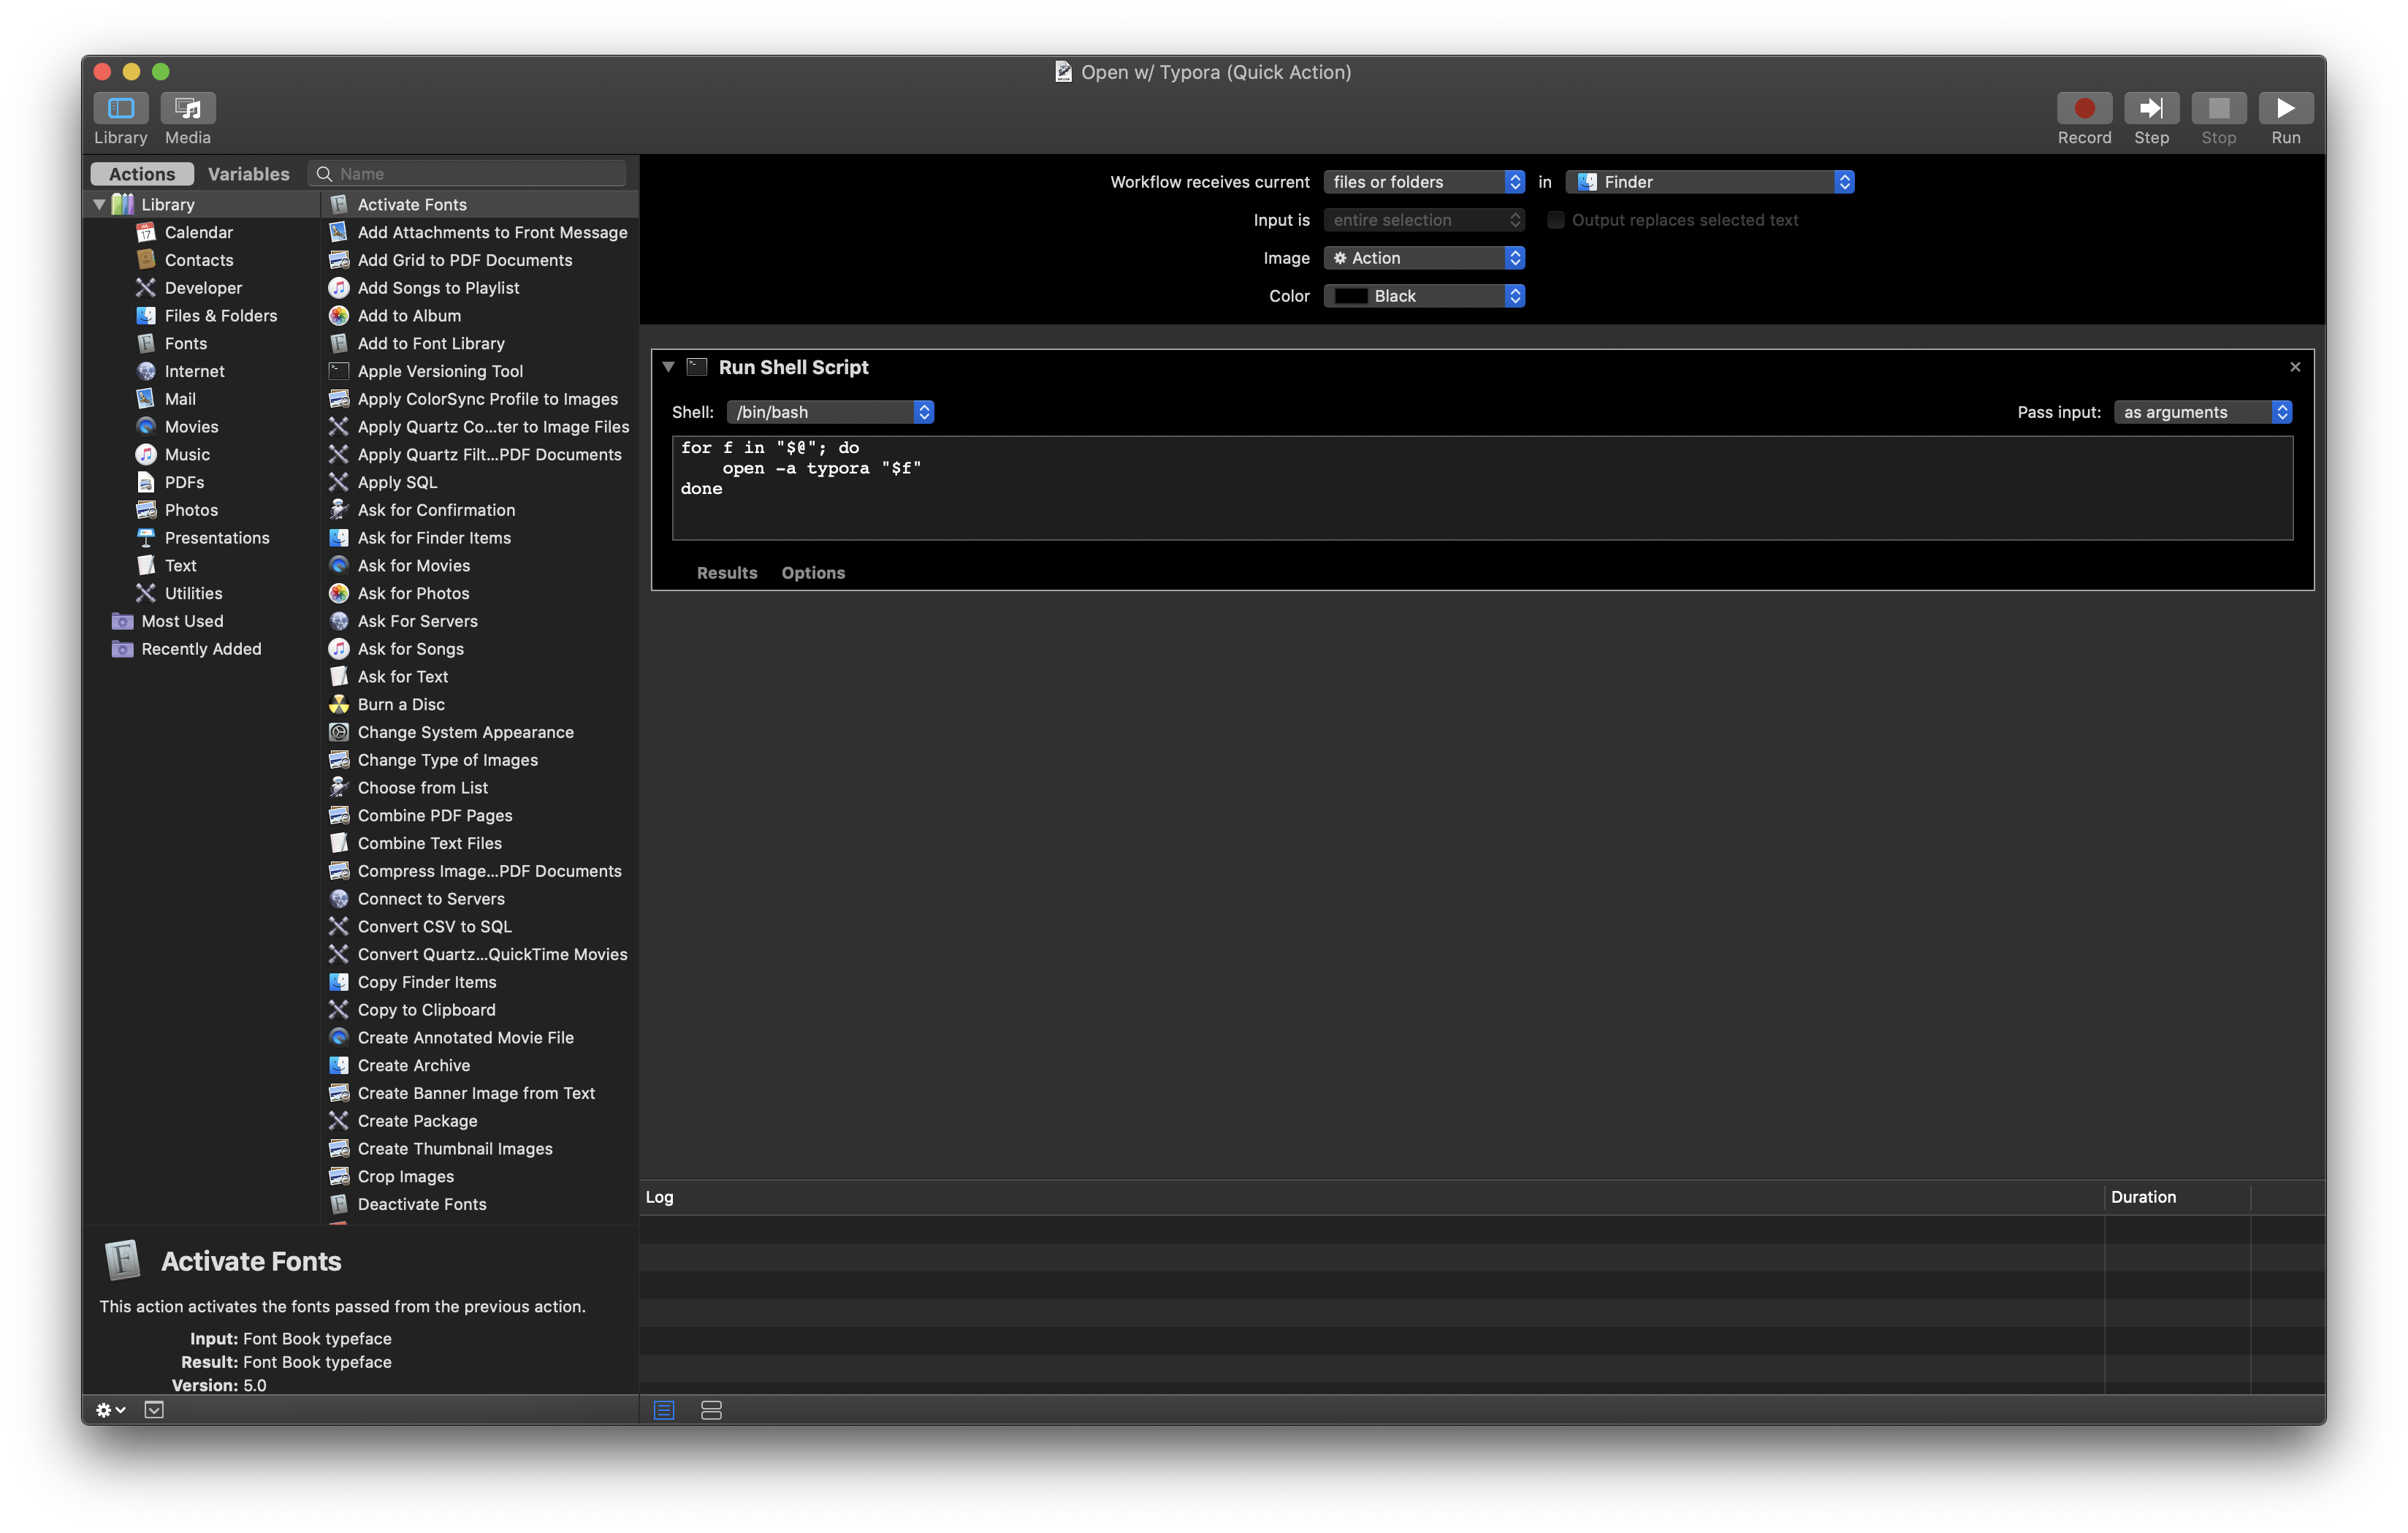 Open w/ Typora (Quick Action)
Library Media
Record Step Stop Run
Actions Variables Name
Library
Calendar
Contacts
Developer
Files & Folders
Fonts
Internet
Mail
Movies
Music
PDFs
Photos
Presentations
Text
Utilities
Most Used
Recently Added
Activate Fonts
Add Attachments to Front Message
Add Grid to PDF Documents
Add Songs to Playlist
Add to Album
Add to Font Library
Apple Versioning Tool
Apply ColorSync Profile to Images
Apply Quartz Co...ter to Image Files
Apply Quartz Filt...PDF Documents
Apply SQL
Ask for Confirmation
Ask for Finder Items
Ask for Movies
Ask for Photos
Ask For Servers
Ask for Songs
Ask for Text
Burn a Disc
Change System Appearance
Change Type of Images
Choose from List
Combine PDF Pages
Combine Text Files
Compress Image...PDF Documents
Connect to Servers
Convert CSV to SQL
Convert Quartz...QuickTime Movies
Copy Finder Items
Copy to Clipboard
Create Annotated Movie File
Create Archive
Create Banner Image from Text
Create Package
Create Thumbnail Images
Crop Images
Deactivate Fonts
Activate Fonts
This action activates the fonts passed from the previous action.
Input: Font Book typeface
Result: Font Book typeface
Version: 5.0
Workflow receives current files or folders in Finder
Input is entire selection Output replaces selected text
Image Action
Color Black
Run Shell Script
Shell: /bin/bash Pass input: as arguments
for f in "$@"; do
    open -a typora "$f"
done
Results Options
Log Duration